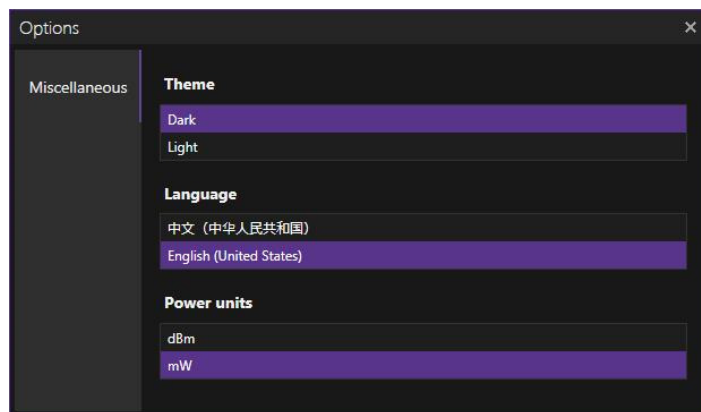 Options
Miscellaneous
Theme
Dark
Light
Language
中文（中华人民共和国）
English (United States)
Power units
dBm
mW